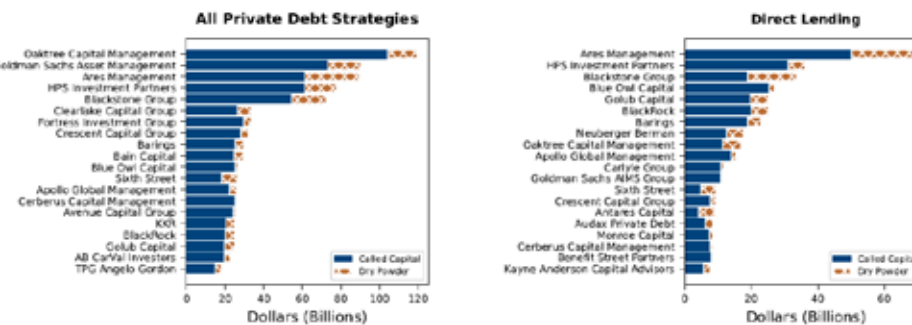 All Private Debt Strategies
Oaktree Capital Management
oldman Sachs Asset Management
Ares Management
HPS Investment Partners
Blackstone Group
Clearlake Capital Group
Fortress Investment Group
Crescent Capital Group
Barings
Bain Capital
Blue Owl Capital
Sixth Street
Apollo Global Management
Cerberus Capital Management
Avenue Capital Group
KKR
BlackRock
Golub Capital
AB CarVal Investors
TPG Angelo Gordon
Called Capital
Dry Powder
0 20 40 60 80 100 120
Dollars (Billions)
Direct Lending
Ares Management
HPS Investment Partners
Blackstone Group
Blue Owl Capital
Golub Capital
BlackRock
Barings
Neuberger Berman
Oaktree Capital Management
Apollo Global Management
Carlyle Group
Goldman Sachs AIMS Group
Sixth Street
Crescent Capital Group
Antares Capital
Audax Private Debt
Monroe Capital
Cerberus Capital Management
Benefit Street Partners
Kayne Anderson Capital Advisors
Called Capita
Dry Powder
0 20 40 60
Dollars (Billions)